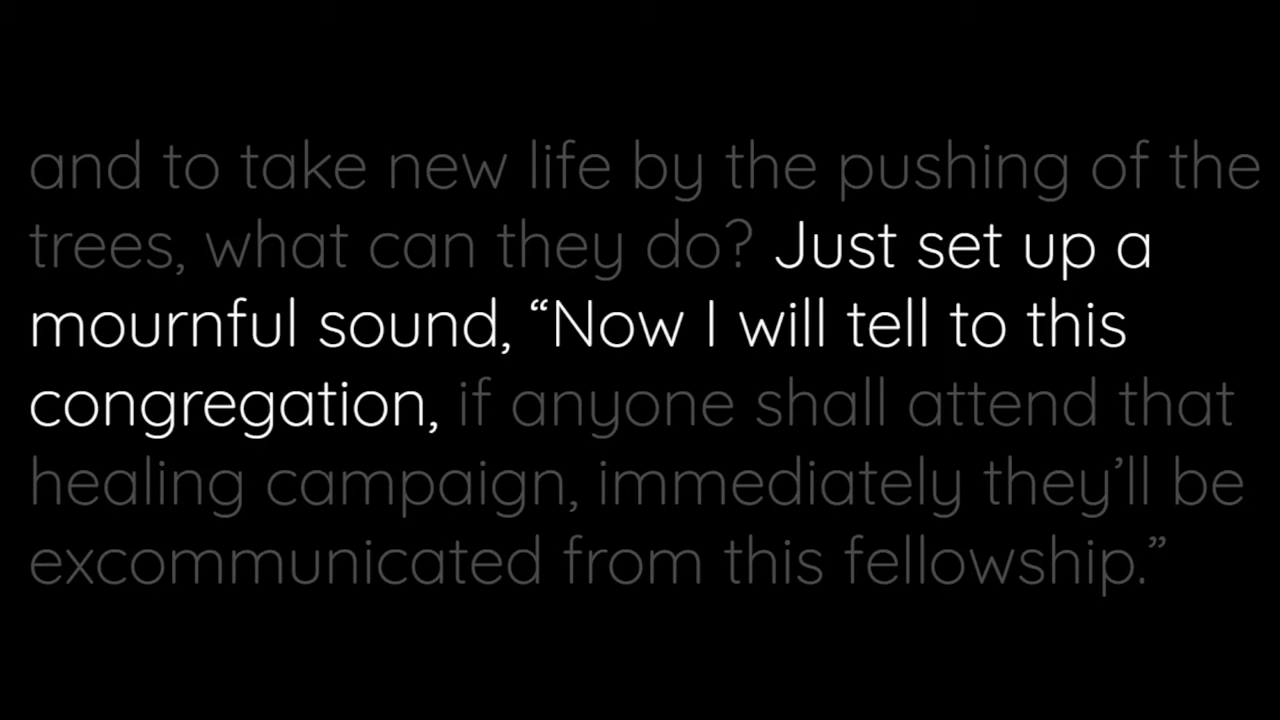 and to take new life by the pushing of the
trees, what can they do? Just set up a
mournful sound, “Now I will tell to this
congregation, if anyone shall attend that
healing campaign, immediately they’ll be
excommunicated from this fellowship.”